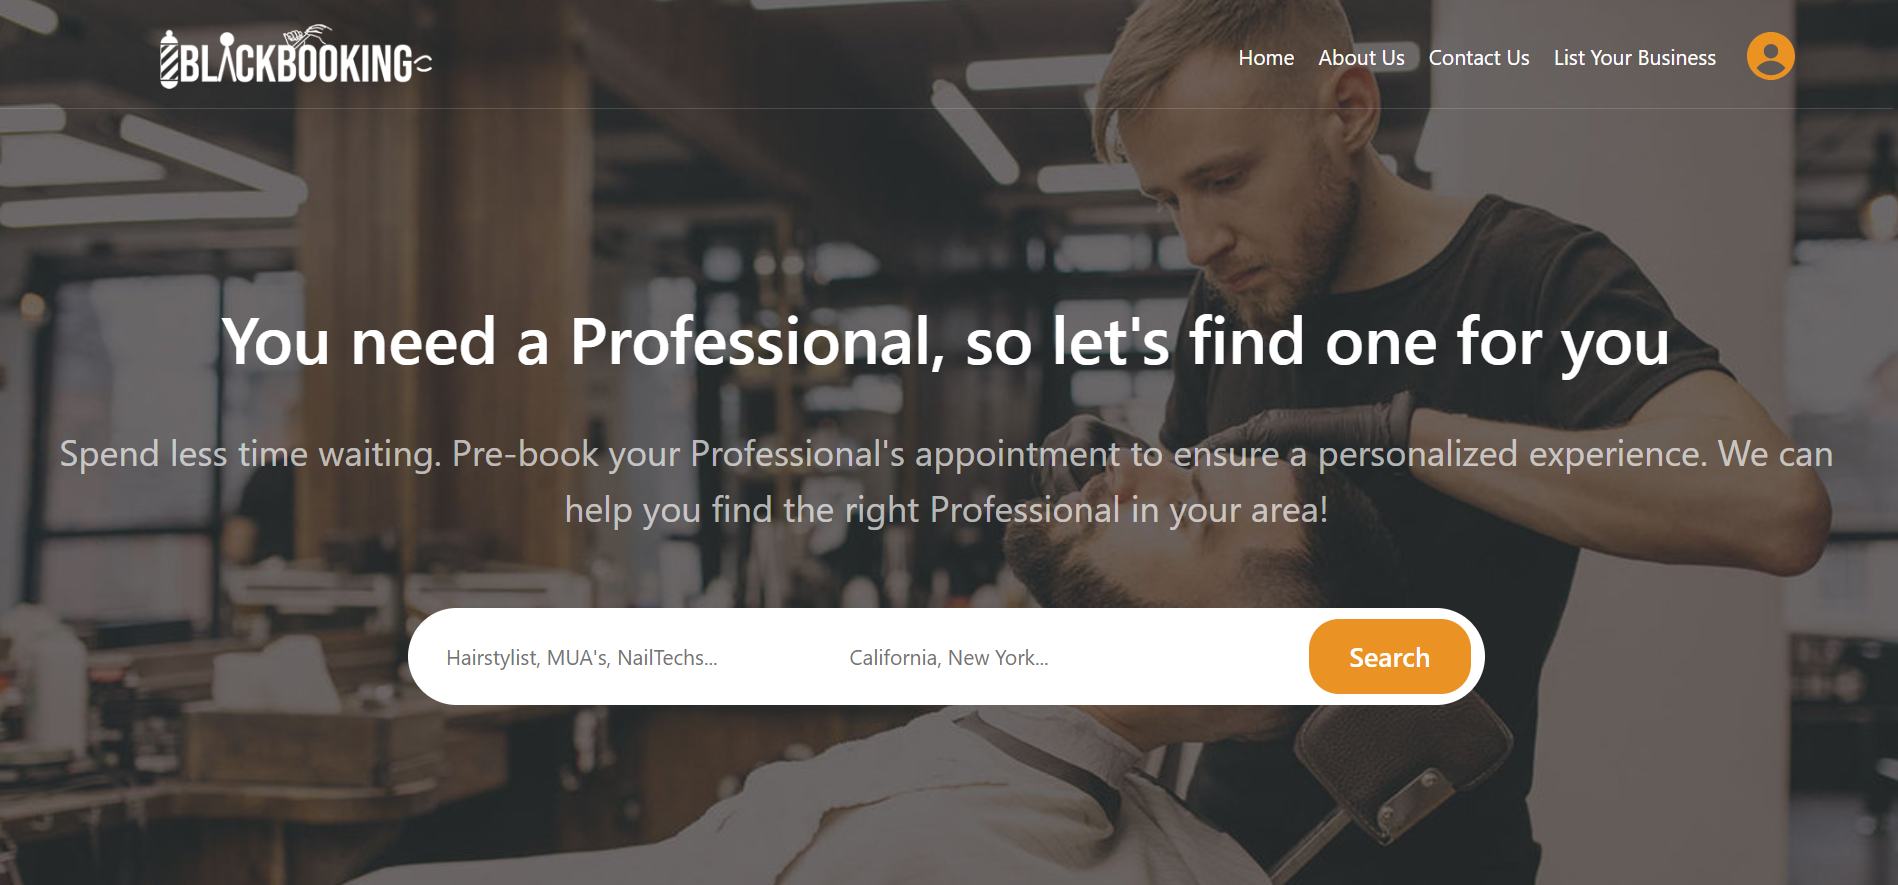 BLACKBOOKING
Home About Us Contact Us List Your Business
You need a Professional, so let's find one for you
Spend less time waiting. Pre-book your Professional's appointment to ensure a personalized experience. We can
help you find the right Professional in your area!
Hairstylist, MUA's, NailTechs... California, New York... Search